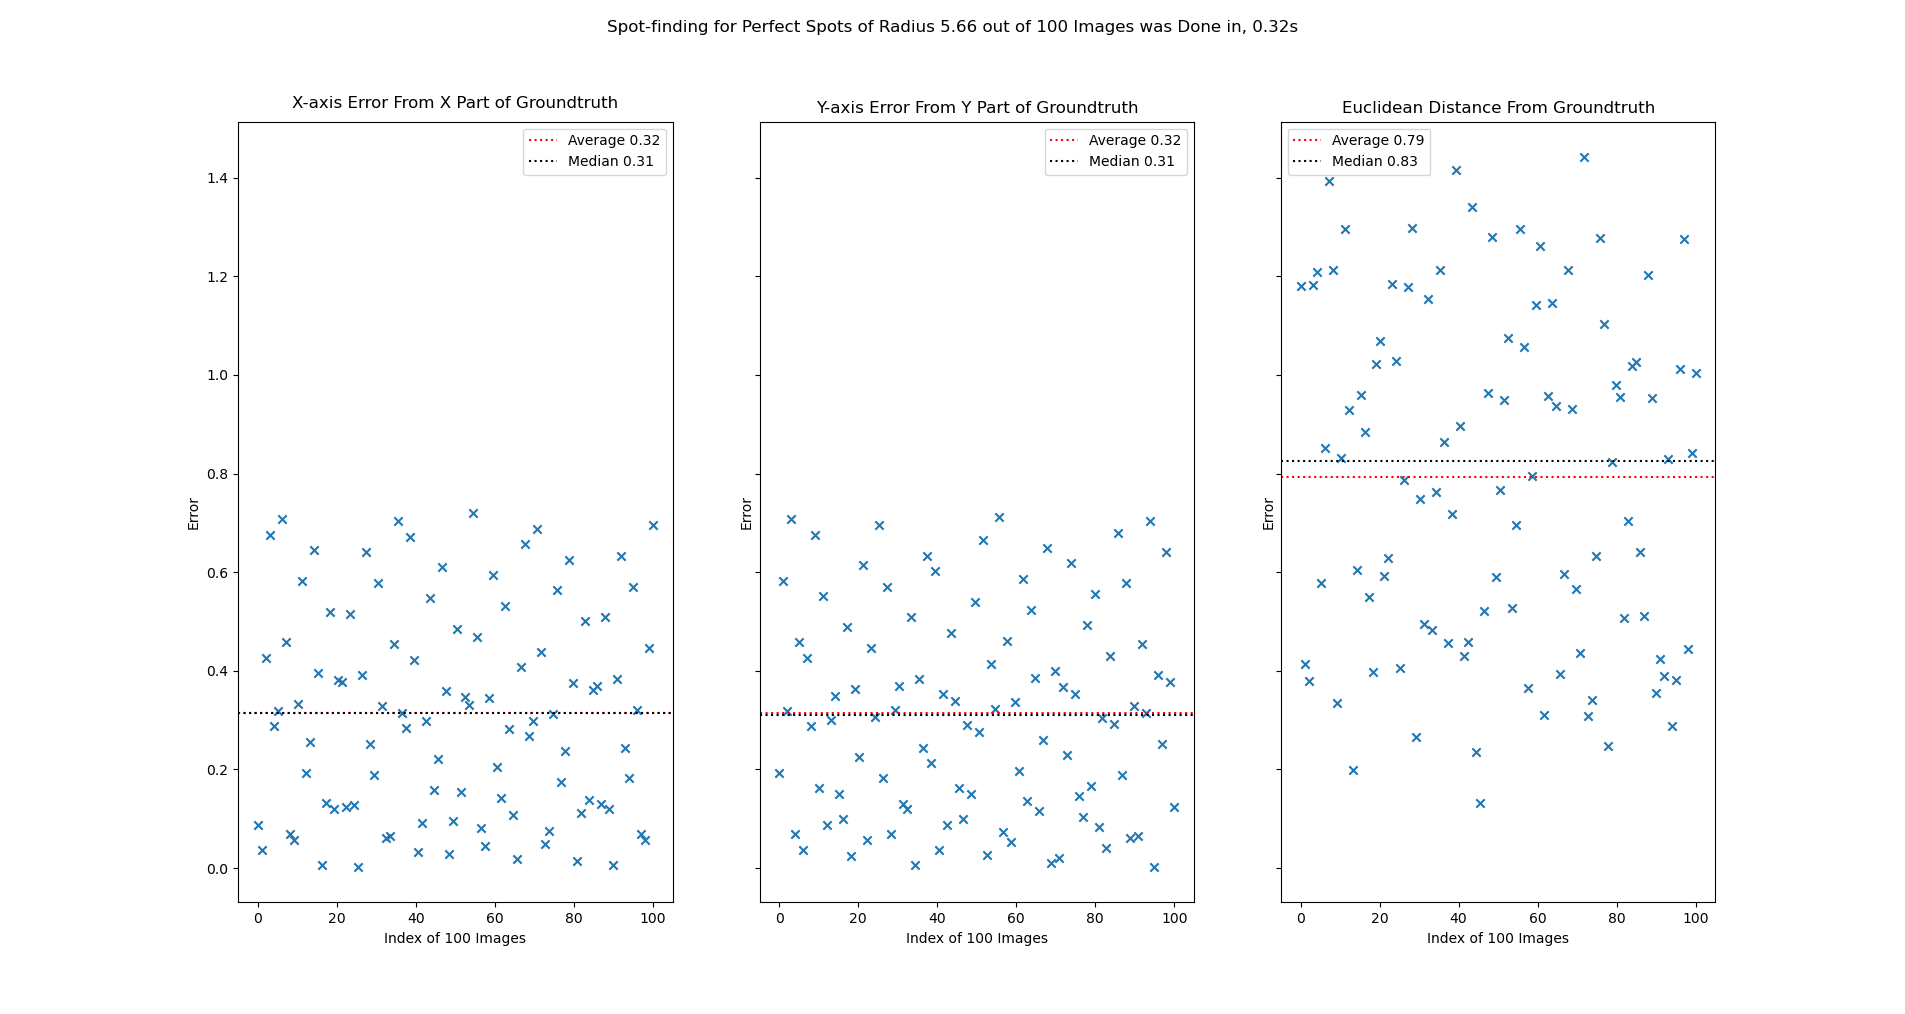 Spot-finding for Perfect Spots of Radius 5.66 out of 100 Images was Done in, 0.32s
X-axis Error From X Part of Groundtruth
Average 0.32
Median 0.31
Error
1.4
1.2
1.0
0.8
0.6
0.4
0.2
0.0
0 20 40 60 80 100
Index of 100 Images
Y-axis Error From Y Part of Groundtruth
Average 0.32
Median 0.31
Error
0 20 40 60 80 100
Index of 100 Images
Euclidean Distance From Groundtruth
Average 0.79
Median 0.83
Error
0 20 40 60 80 100
Index of 100 Images